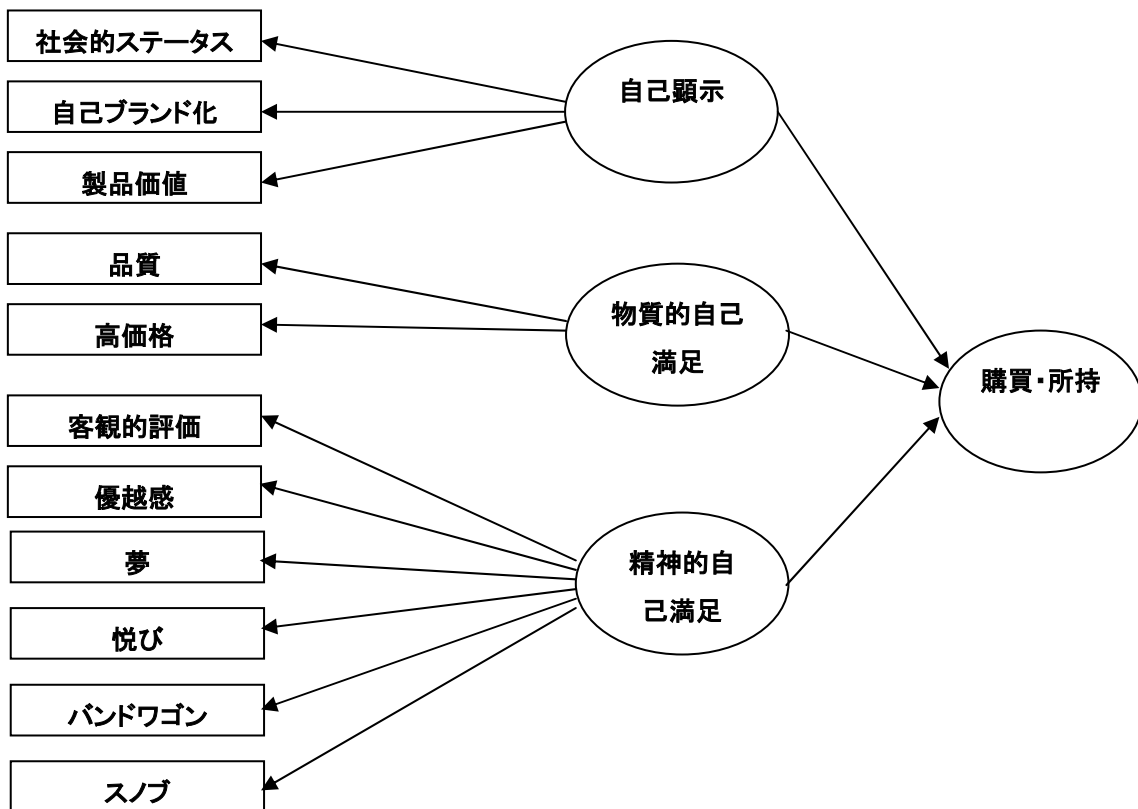 社会的ステータス
自己ブランド化
製品価値
品質
高価格
客観的評価
優越感
夢
悦び
バンドワゴン
スノブ
自己顕示
物質的自己
満足
精神的自
己満足
購買・所持